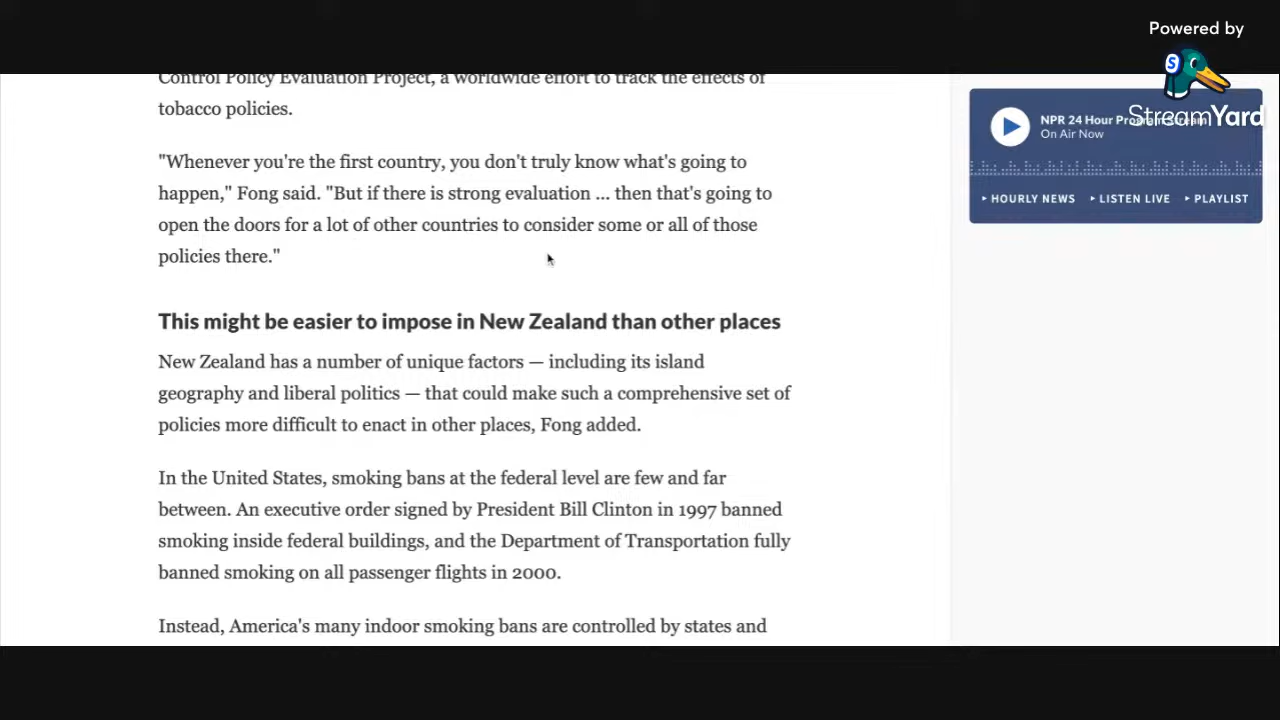 Powered by
StreamYard
Control Policy Evaluation Project, a worldwide effort to track the effects of
tobacco policies.
"Whenever you're the first country, you don't truly know what's going to
happen," Fong said. "But if there is strong evaluation ... then that's going to
open the doors for a lot of other countries to consider some or all of those
policies there."
This might be easier to impose in New Zealand than other places
New Zealand has a number of unique factors — including its island
geography and liberal politics — that could make such a comprehensive set of
policies more difficult to enact in other places, Fong added.
In the United States, smoking bans at the federal level are few and far
between. An executive order signed by President Bill Clinton in 1997 banned
smoking inside federal buildings, and the Department of Transportation fully
banned smoking on all passenger flights in 2000.
Instead, America's many indoor smoking bans are controlled by states and
NPR 24 Hour Program Stream
On Air Now
HOURLY NEWS
LISTEN LIVE
PLAYLIST